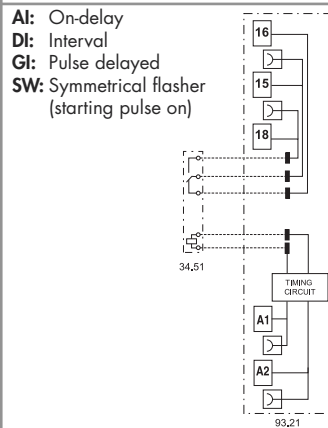 AI: On-delay
DI: Interval
GI: Pulse delayed
SW: Symmetrical flasher
(starting pulse on)
16
15
18
34.51
TIMING
CIRCUIT
A1
A2
93.21